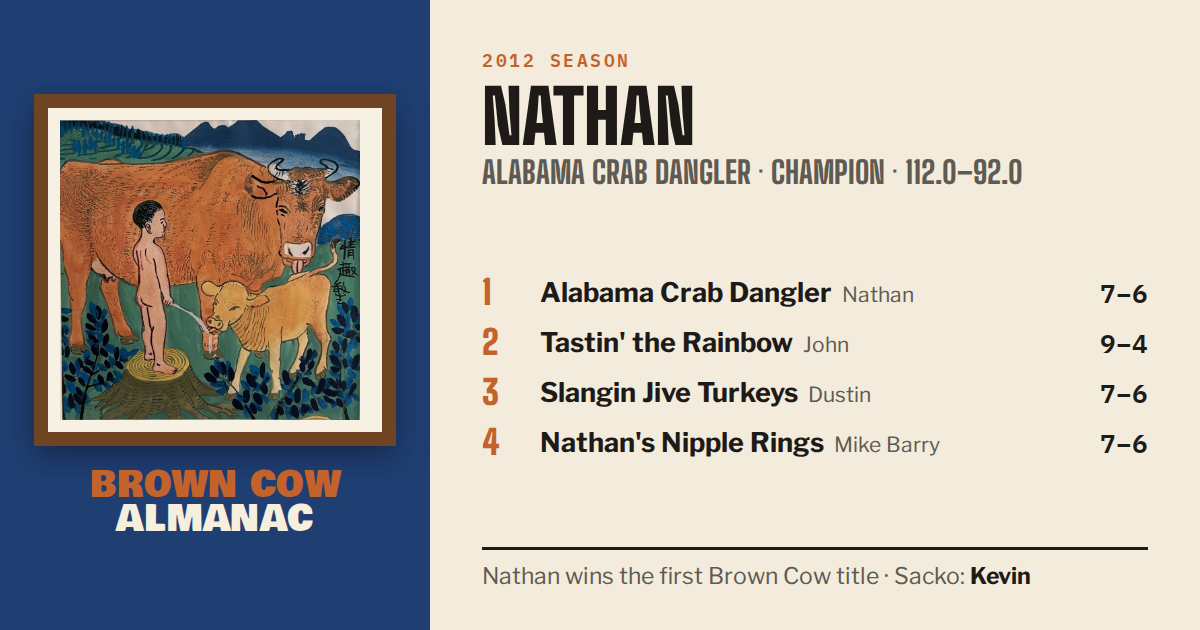 2012 SEASON
NATHAN
ALABAMA CRAB DANGLER · CHAMPION · 112.0–92.0
1 Alabama Crab Dangler Nathan 7–6
2 Tastin' the Rainbow John 9–4
3 Slangin Jive Turkeys Dustin 7–6
4 Nathan's Nipple Rings Mike Barry 7–6
Nathan wins the first Brown Cow title · Sacko: Kevin
情
趣
BROWN COW
ALMANAC